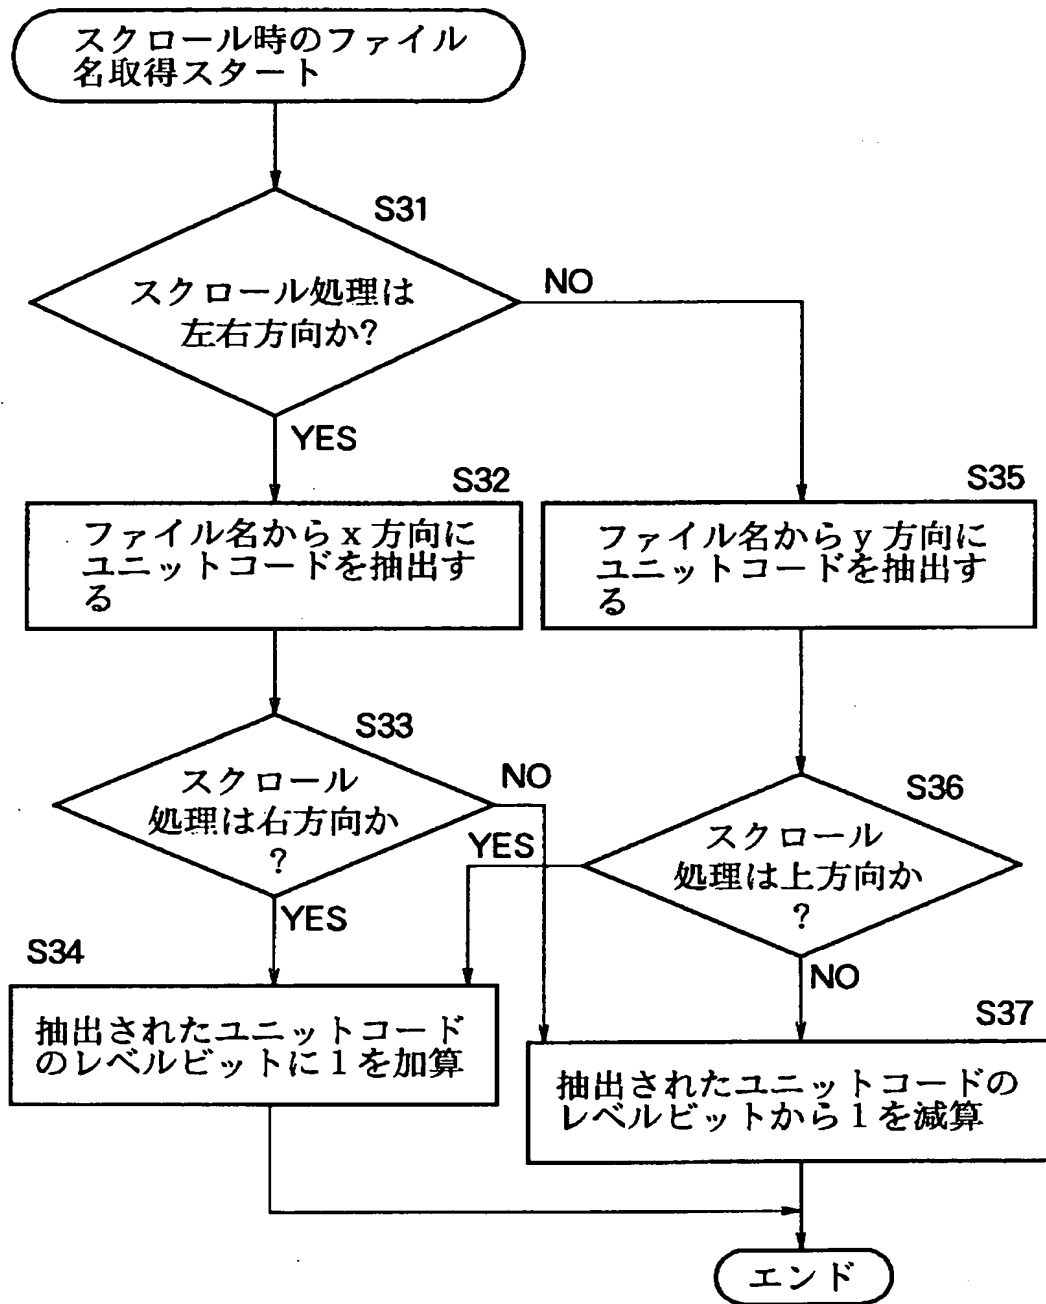 スクロール時のファイル
名取得スタート
S31
スクロール処理は
左右方向か?
NO
YES
S32
ファイル名からx方向に
ユニットコードを抽出す
る
S35
ファイル名からy方向に
ユニットコードを抽出す
る
S33
スクロール
処理は右方向か
?
NO
YES
S36
スクロール
処理は上方向か
?
YES
NO
S34
抽出されたユニットコード
のレベルビットに1を加算
S37
抽出されたユニットコードの
レベルビットから1を減算
エンド